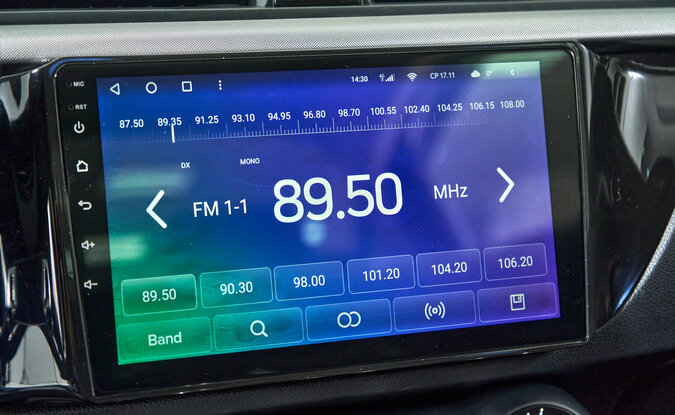 MIC
14:30 CP 17.11 0°
RST
87.50 89.35 91.25 93.10 94.95 96.80 98.70 100.55 102.40 104.25 106.15 108.00
DX MONO
FM 1-1 89.50 MHz
89.50 90.30 98.00 101.20 104.20 106.20
Band